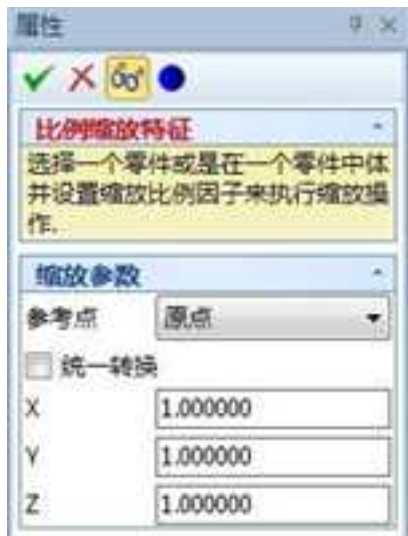 属性
比例缩放特征
选择一个零件或是在一个零件中体
并设置缩放比例因子来执行缩放操
作.
缩放参数
参考点 原点
统一转换
X 1.000000
Y 1.000000
Z 1.000000